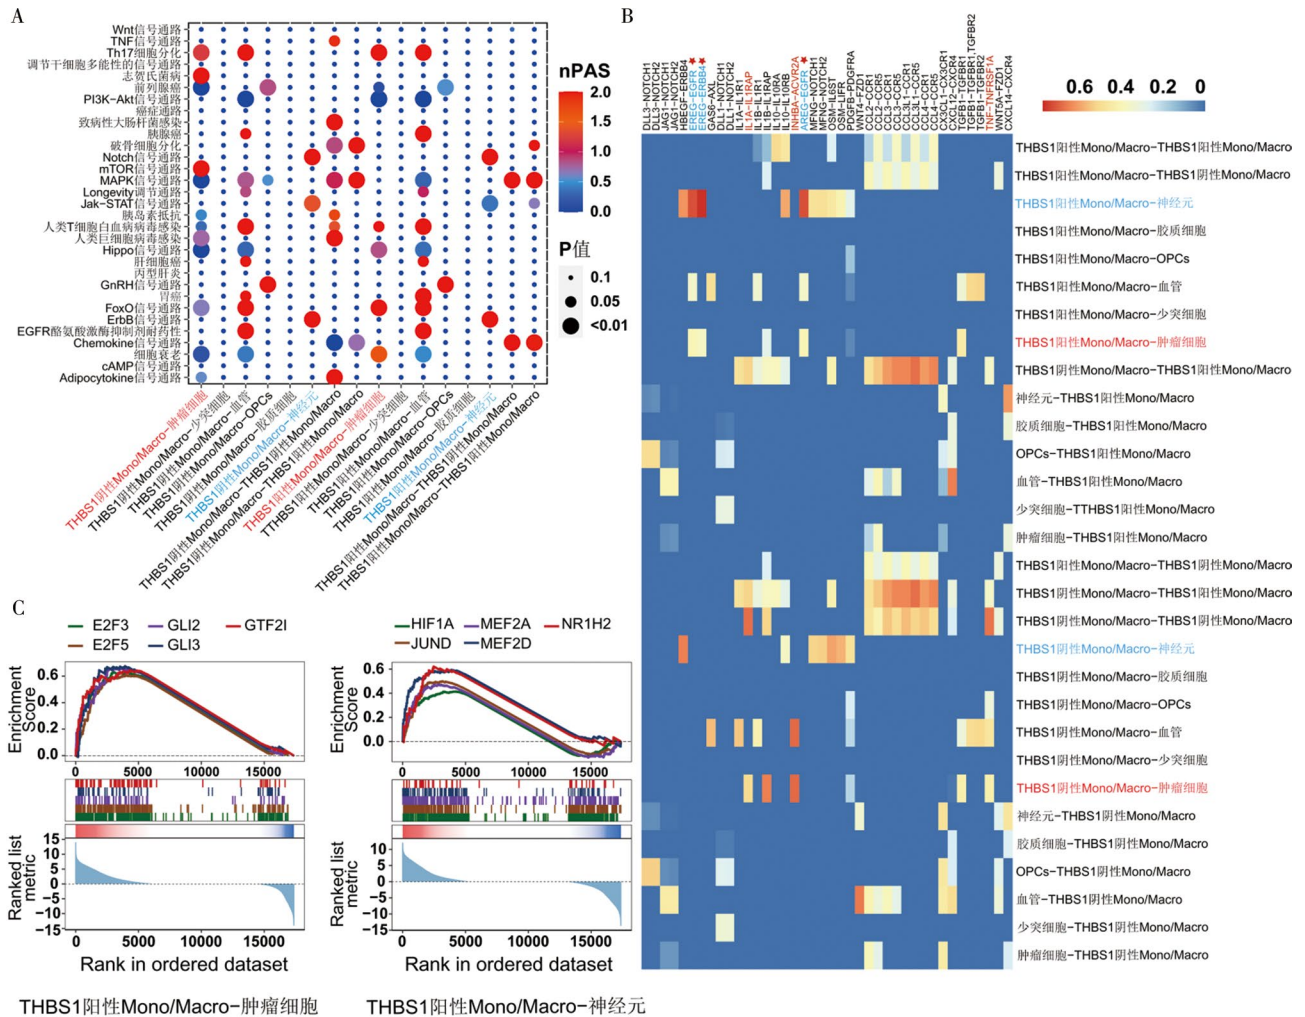 A
Wnt信号通路
TNF信号通路
Th17细胞分化
调节干细胞多能性的信号通路
志贺氏菌病
前列腺癌
PI3K-Akt信号通路
癌症通路
致病性大肠杆菌感染
胰腺癌
破骨细胞分化
Notch信号通路
mTOR信号通路
MAPK信号通路
Longevity调节通路
Jak-STAT信号通路
胰岛素抵抗
人类T细胞白血病病毒感染
人类巨细胞病毒感染
Hippo信号通路
肝细胞癌
丙型肝炎
GnRH信号通路
胃癌
FoxO信号通路
ErbB信号通路
EGFR酪氨酸激酶抑制剂耐药性
Chemokine信号通路
细胞衰老
cAMP信号通路
Adipocytokine信号通路
THBS1阴性Mono/Macro-肿瘤细胞
THBS1阴性Mono/Macro-少突细胞
THBS1阴性Mono/Macro-血管
THBS1阴性Mono/Macro-OPCs
THBS1阴性Mono/Macro-胶质细胞
THBS1阴性Mono/Macro-神经元
THBS1阴性Mono/Macro-THBS1阴性Mono/Macro
THBS1阴性Mono/Macro-THBS1阳性Mono/Macro
THBS1阳性Mono/Macro-肿瘤细胞
TTHBS1阳性Mono/Macro-少突细胞
THBS1阳性Mono/Macro-血管
THBS1阳性Mono/Macro-OPCs
THBS1阳性Mono/Macro-胶质细胞
THBS1阳性Mono/Macro-神经元
THBS1阳性Mono/Macro-THBS1阴性Mono/Macro
THBS1阳性Mono/Macro-THBS1阳性Mono/Macro
nPAS
2.0
1.5
1.0
0.5
0.0
P值
0.1
0.05
<0.01
B
DLL3-NOTCH1
DLL3-NOTCH2
JAG1-NOTCH1
JAG1-NOTCH2
HBEGF-ERBB4
EREG-EGFR★
EREG-ERBB4★
GAS6-AXL
DLL1-NOTCH1
DLL1-NOTCH2
IL1A-IL1R1
IL1A-IL1RAP
IL1B-IL1R1
IL1B-IL1RAP
IL10-IL10RA
IL10-IL10RB
INHBA-ACVR2A
AREG-EGFR★
MFNG-NOTCH1
MFNG-NOTCH2
OSM-IL6ST
OSM-LIFR
PDGFB-PDGFRA
WNT4-FZD1
CCL2-CCR1
CCL2-CCR5
CCL3-CCR1
CCL3-CCR5
CCL3L1-CCR1
CCL3L1-CCR5
CCL4-CCR1
CCL4-CCR5
CX3CL1-CX3CR1
CXCL12-CXCR4
TGFB1-TGFBR1
TGFB1-TGFBR1,TGFBR2
TGFB1-TGFBR2
TNF-TNFRSF1A
WNT5A-FZD1
CXCL14-CXCR4
0.6
0.4
0.2
0
THBS1阳性Mono/Macro-THBS1阳性Mono/Macro
THBS1阳性Mono/Macro-THBS1阴性Mono/Macro
THBS1阳性Mono/Macro-神经元
THBS1阳性Mono/Macro-胶质细胞
THBS1阳性Mono/Macro-OPCs
THBS1阳性Mono/Macro-血管
THBS1阳性Mono/Macro-少突细胞
THBS1阳性Mono/Macro-肿瘤细胞
THBS1阴性Mono/Macro-THBS1阳性Mono/Macro
神经元-THBS1阳性Mono/Macro
胶质细胞-THBS1阳性Mono/Macro
OPCs-THBS1阳性Mono/Macro
血管-THBS1阳性Mono/Macro
少突细胞-TTHBS1阳性Mono/Macro
肿瘤细胞-THBS1阳性Mono/Macro
THBS1阳性Mono/Macro-THBS1阴性Mono/Macro
THBS1阴性Mono/Macro-THBS1阳性Mono/Macro
THBS1阴性Mono/Macro-THBS1阴性Mono/Macro
THBS1阴性Mono/Macro-神经元
THBS1阴性Mono/Macro-胶质细胞
THBS1阴性Mono/Macro-OPCs
THBS1阴性Mono/Macro-血管
THBS1阴性Mono/Macro-少突细胞
THBS1阴性Mono/Macro-肿瘤细胞
神经元-THBS1阴性Mono/Macro
胶质细胞-THBS1阴性Mono/Macro
OPCs-THBS1阴性Mono/Macro
血管-THBS1阴性Mono/Macro
少突细胞-THBS1阴性Mono/Macro
肿瘤细胞-THBS1阴性Mono/Macro
C
E2F3 GLI2 GTF2I
E2F5 GLI3
Enrichment Score
0.6
0.4
0.2
0.0
0 5000 10000 15000
Ranked list metric
15
10
5
0
−5
−10
−15
0 5000 10000 15000
Rank in ordered dataset
THBS1阳性Mono/Macro-肿瘤细胞
HIF1A MEF2A NR1H2
JUND MEF2D
Enrichment Score
0.6
0.4
0.2
0.0
0 5000 10000 15000
Ranked list metric
10
5
0
−5
−10
−15
0 5000 10000 15000
Rank in ordered dataset
THBS1阳性Mono/Macro-神经元